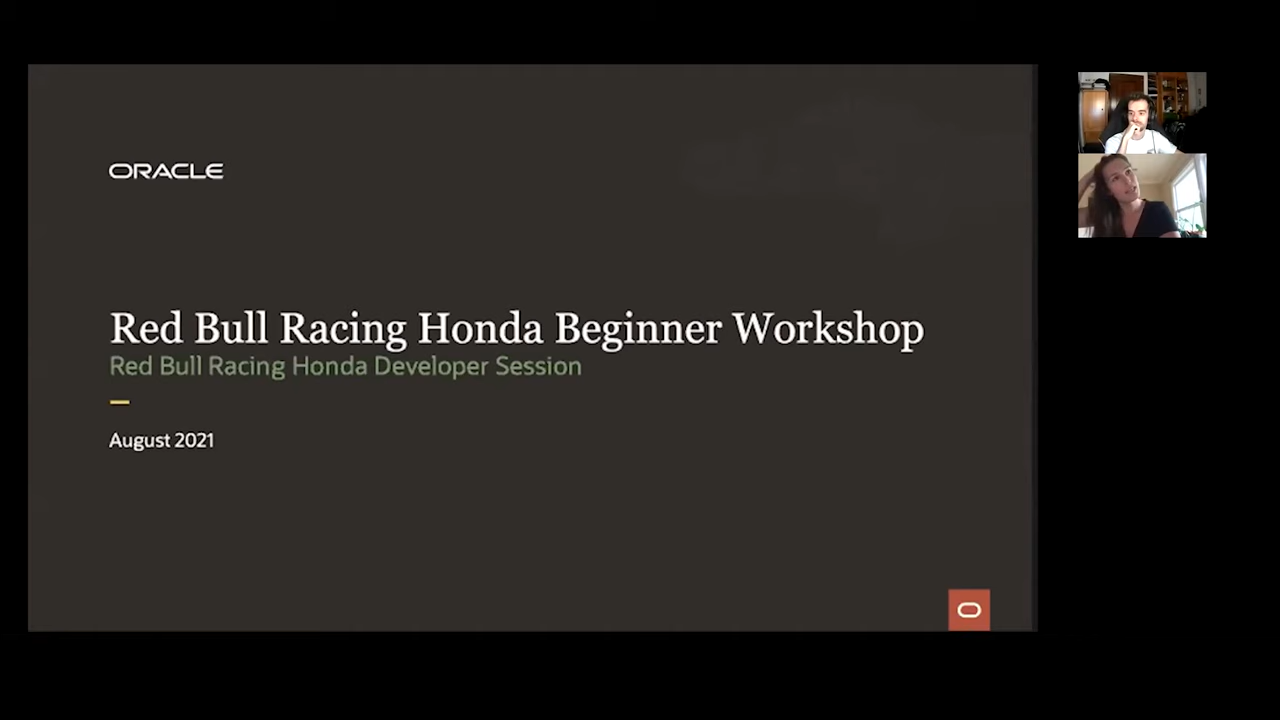 ORACLE
Red Bull Racing Honda Beginner Workshop
Red Bull Racing Honda Developer Session
August 2021